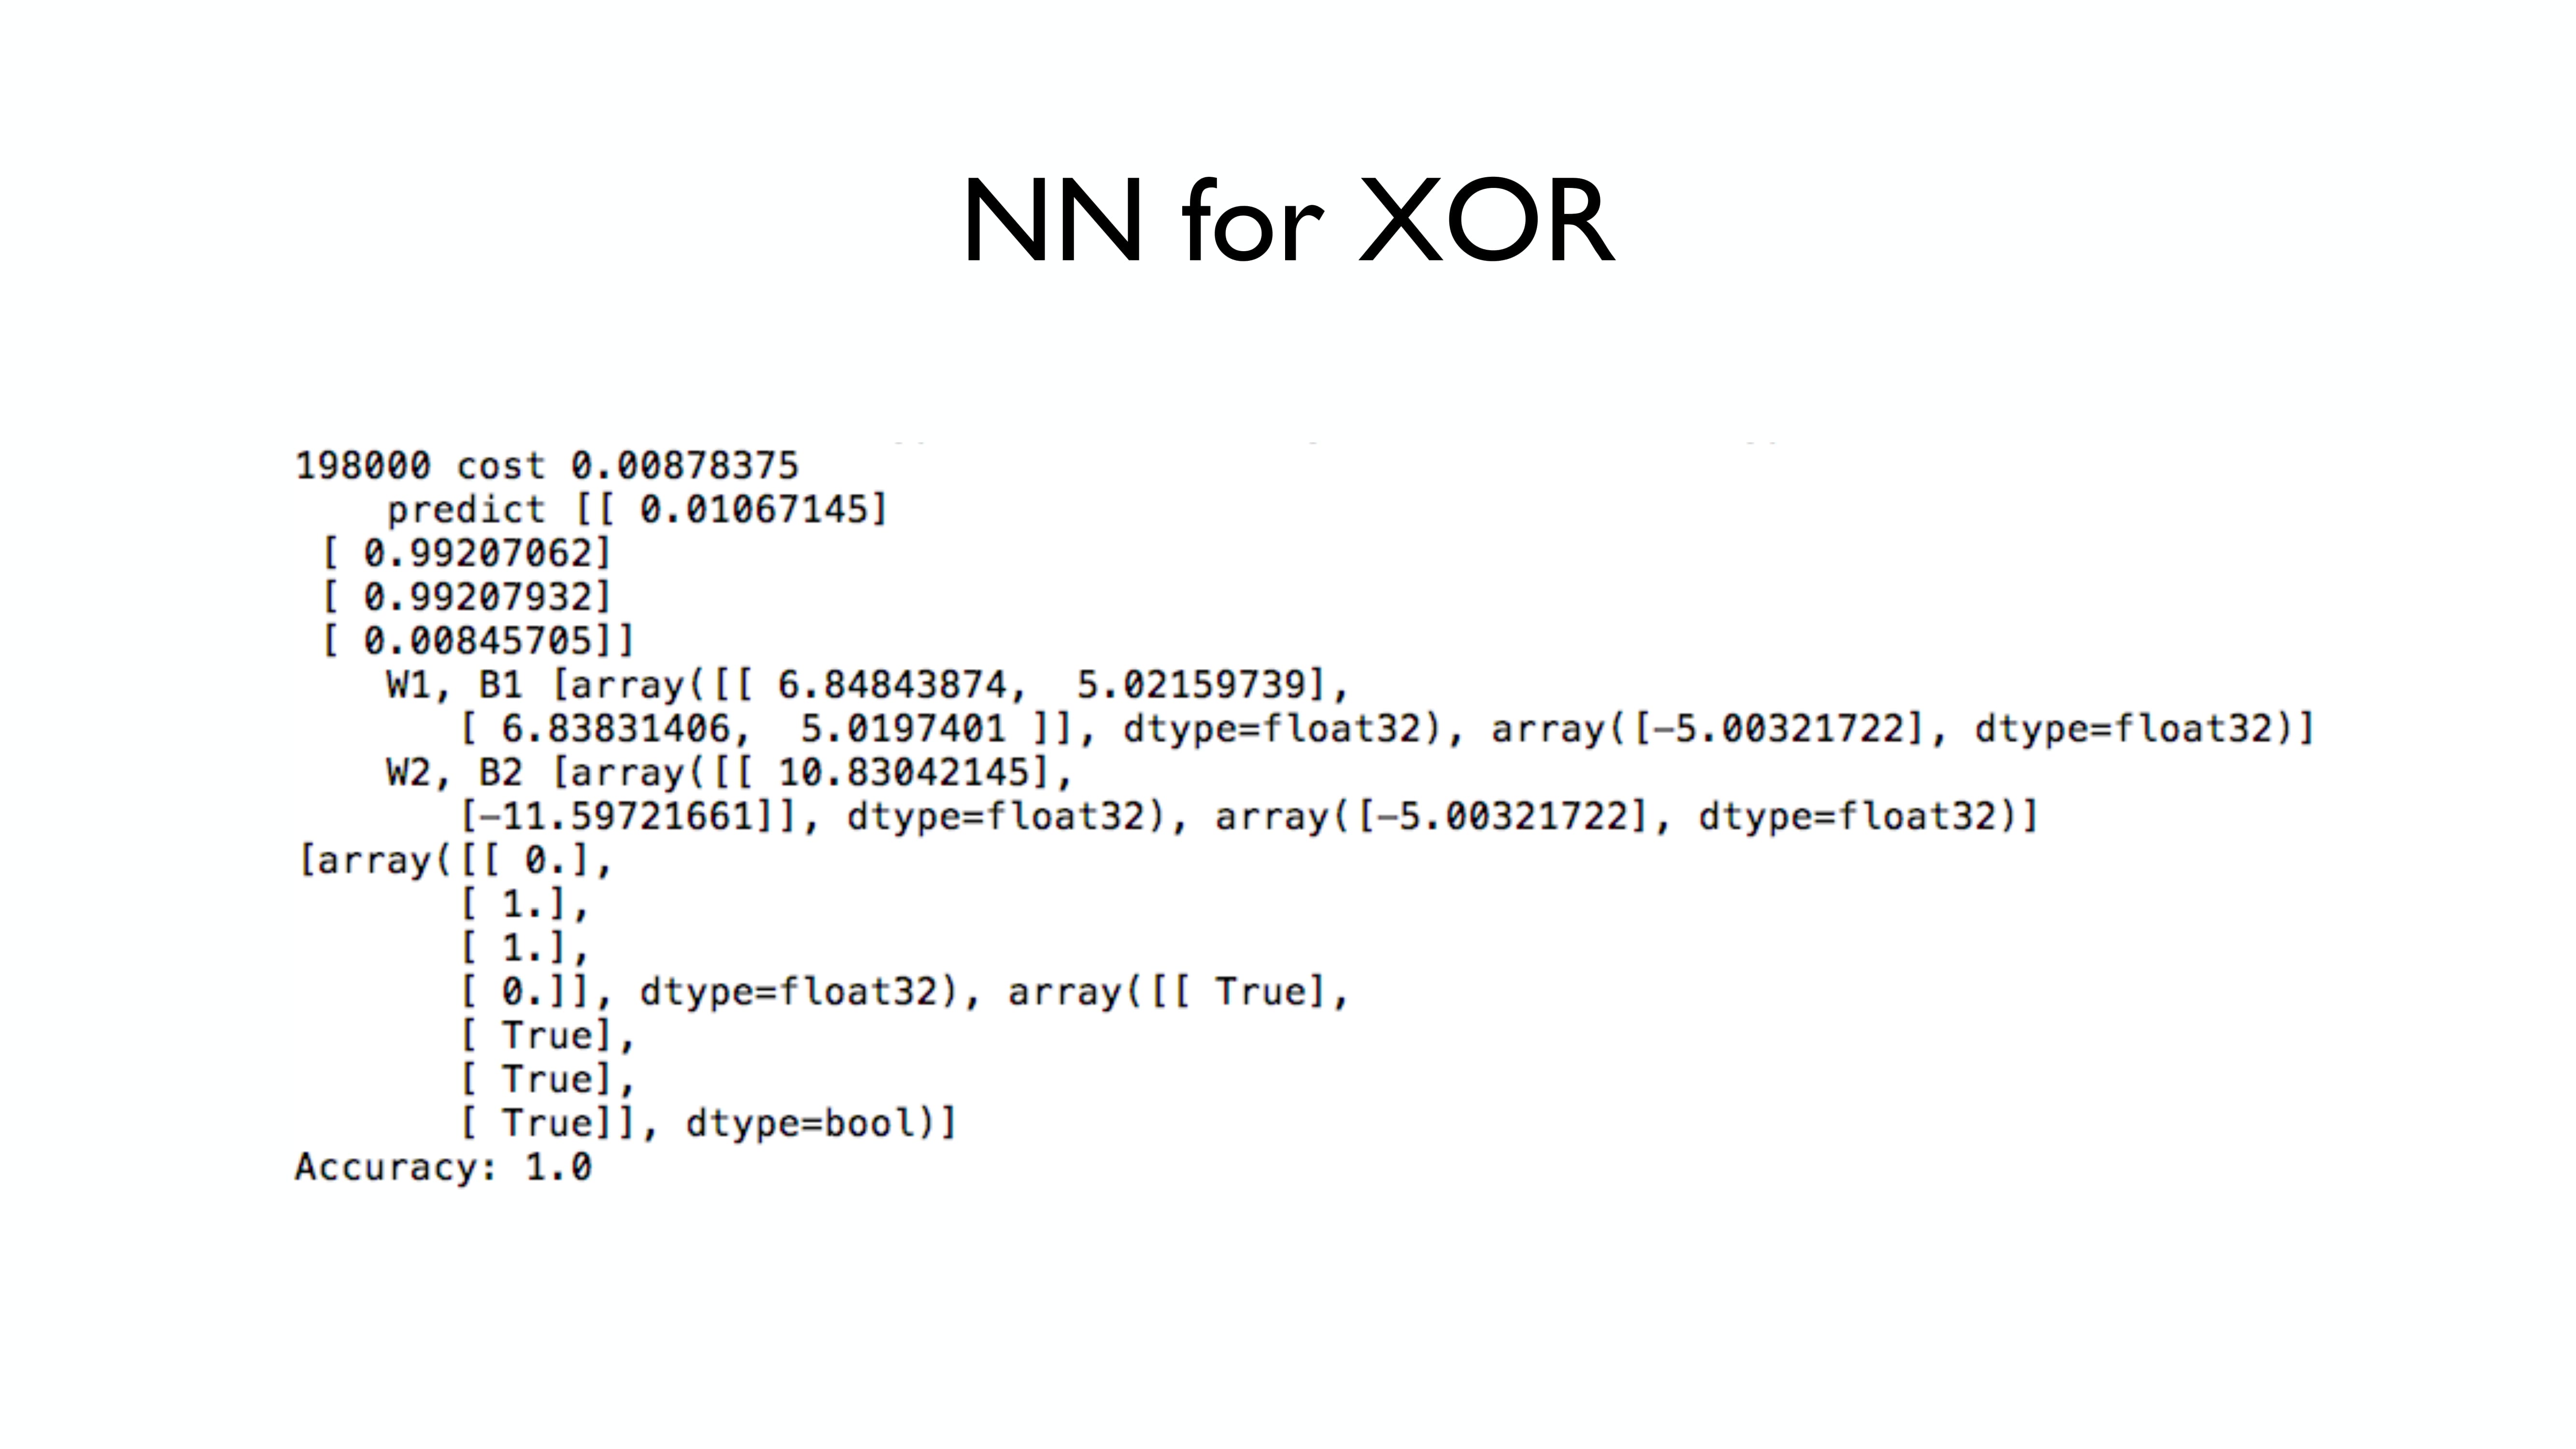 NN for XOR
198000 cost 0.00878375
predict [[ 0.01067145]
[ 0.99207062]
[ 0.99207932]
[ 0.00845705]]
W1, B1 [array([[ 6.84843874, 5.02159739],
[ 6.83831406, 5.0197401 ]], dtype=float32), array([-5.00321722], dtype=float32)]
W2, B2 [array([[ 10.83042145],
[-11.59721661]], dtype=float32), array([-5.00321722], dtype=float32)]
[array([[ 0.],
[ 1.],
[ 1.],
[ 0.]], dtype=float32), array([[ True],
[ True],
[ True],
[ True]], dtype=bool)]
Accuracy: 1.0